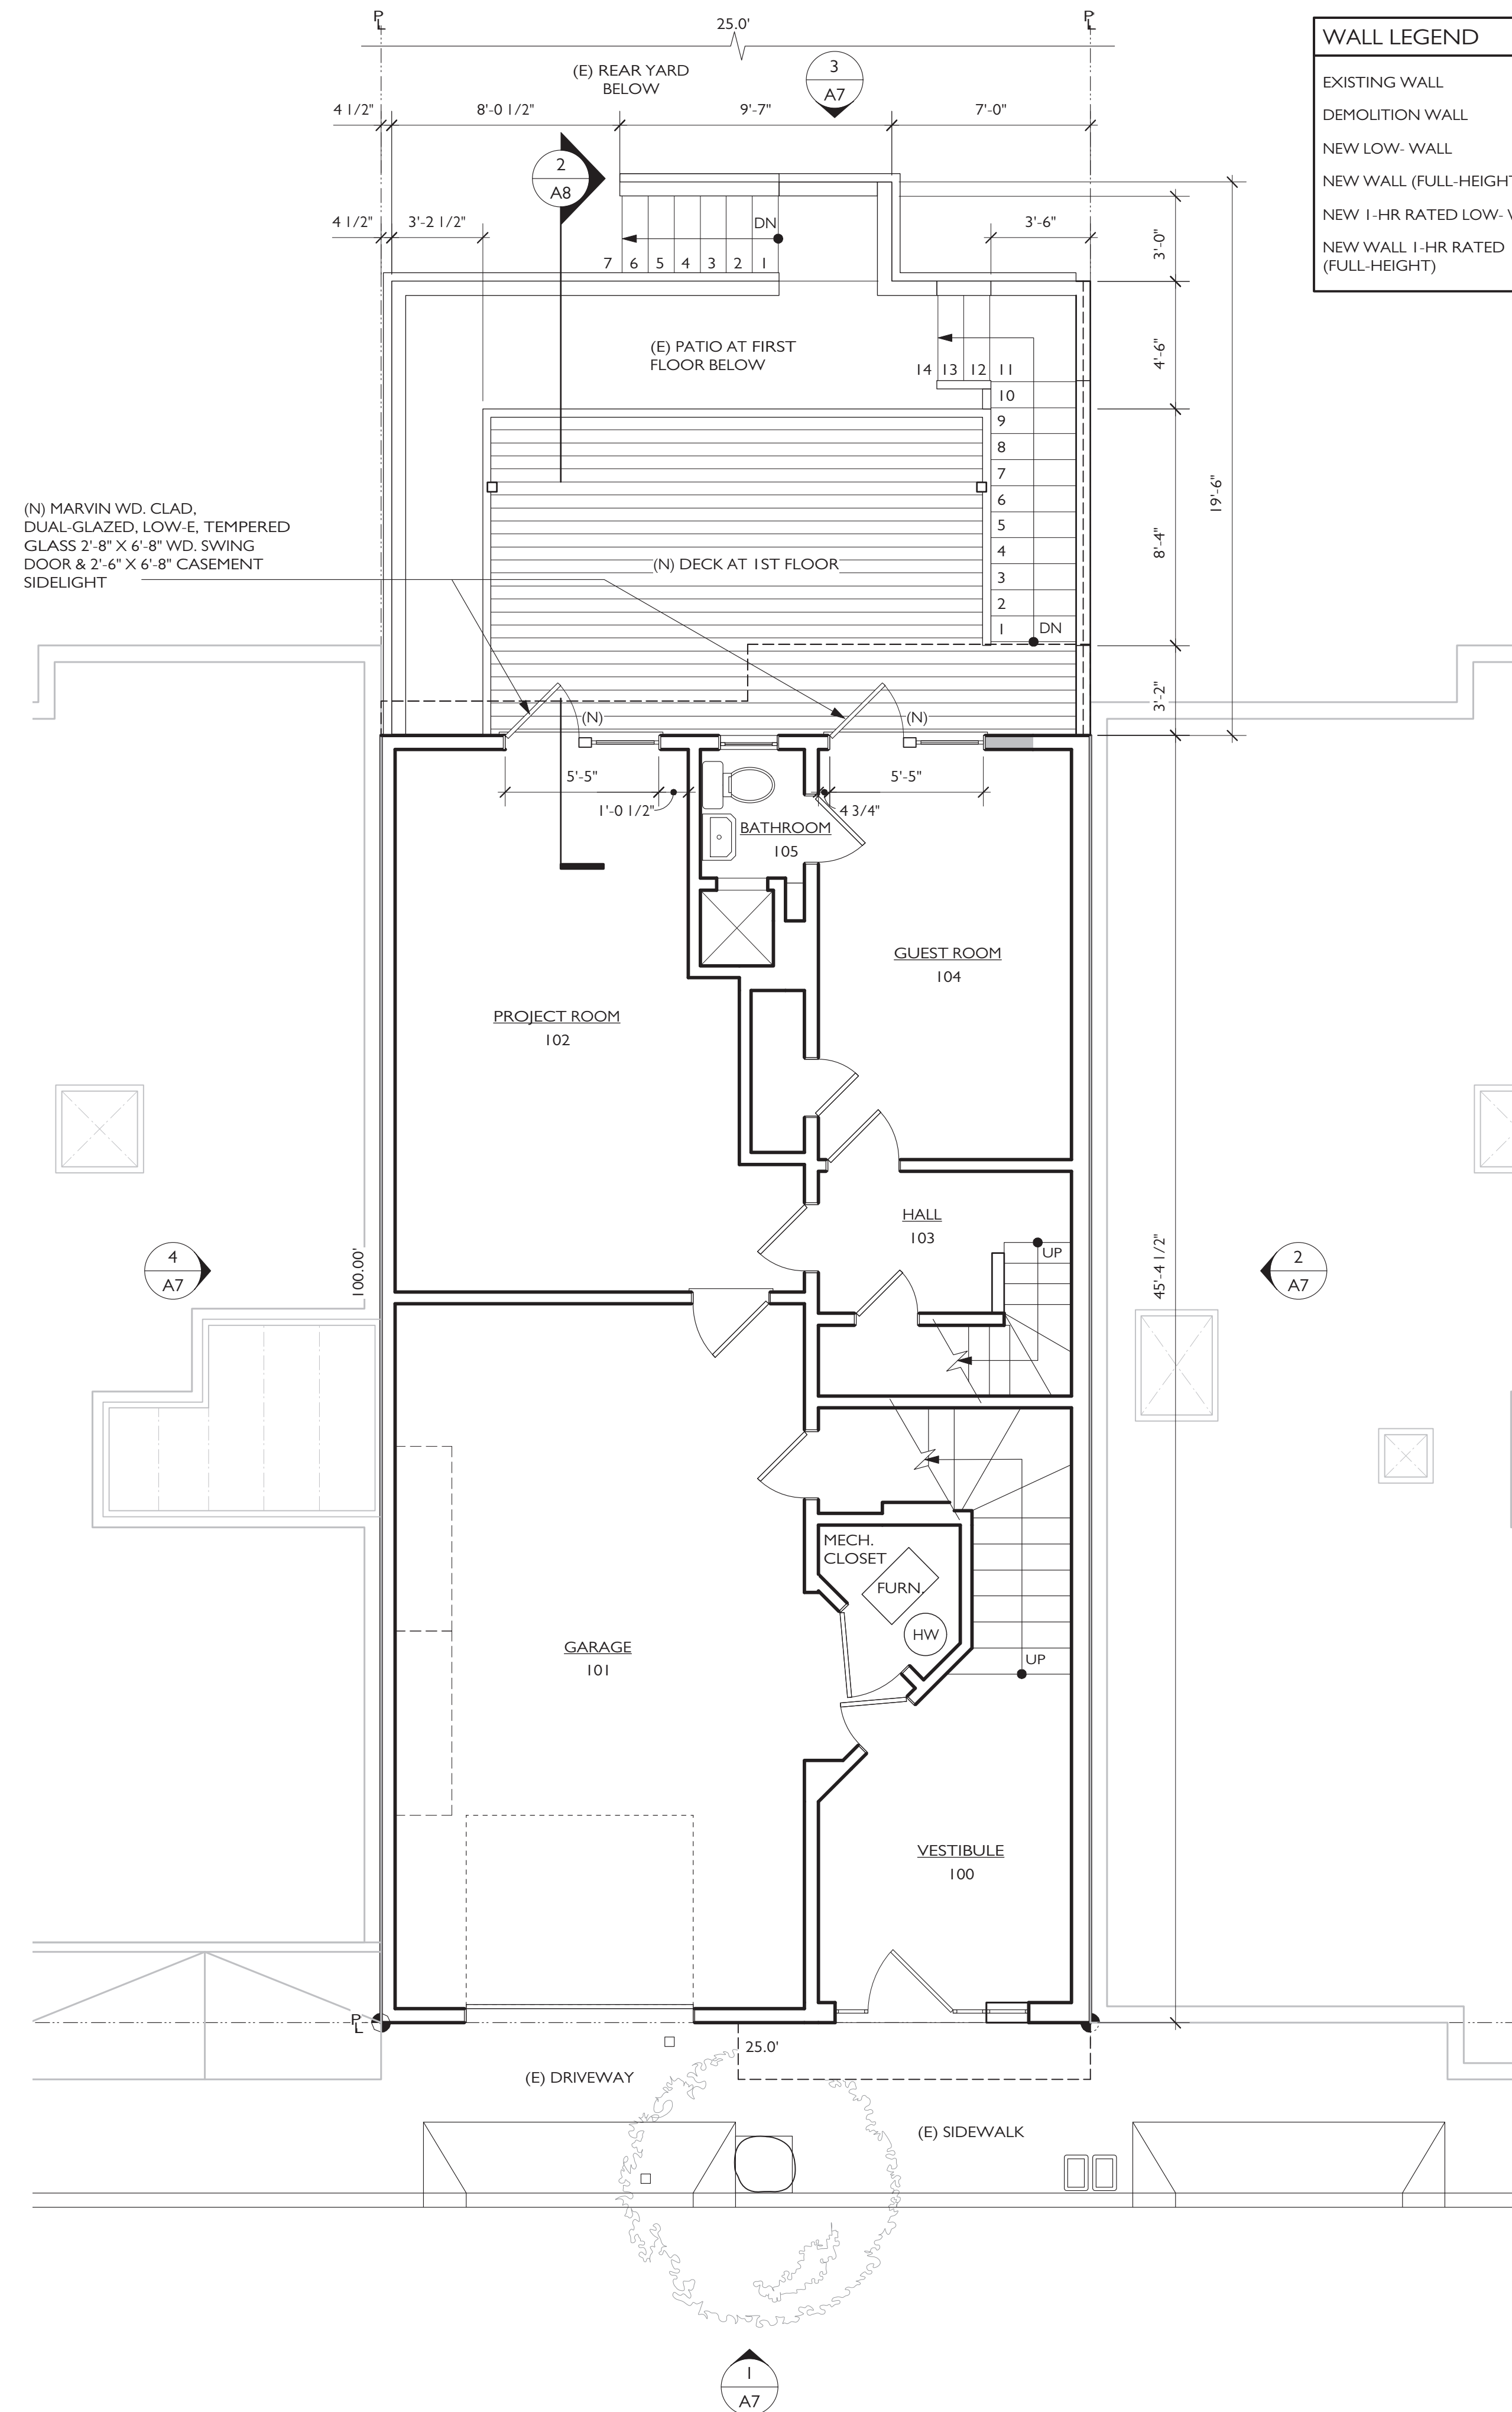 PL
PL
25.0'
WALL LEGEND
(E) REAR YARD
BELOW
3
A7
EXISTING WALL
DEMOLITION WALL
NEW LOW- WALL
NEW WALL (FULL-HEIGHT
NEW 1-HR RATED LOW- W
NEW WALL 1-HR RATED
(FULL-HEIGHT)
4 1/2"
8'-0 1/2"
9'-7"
7'-0"
2
A8
4 1/2"
3'-2 1/2"
DN
3'-6"
3'-0"
7 6 5 4 3 2 1
(E) PATIO AT FIRST
FLOOR BELOW
4'-6"
14 13 12 11
10
9
8
7
6
5
4
3
2
1 DN
19'-6"
8'-4"
(N) MARVIN WD. CLAD,
DUAL-GLAZED, LOW-E, TEMPERED
GLASS 2'-8" X 6'-8" WD. SWING
DOOR & 2'-6" X 6'-8" CASEMENT
SIDELIGHT
(N) DECK AT 1ST FLOOR
3'-2"
(N)
(N)
5'-5"
5'-5"
1'-0 1/2"
4 3/4"
BATHROOM
105
GUEST ROOM
104
PROJECT ROOM
102
HALL
103
UP
4
A7
100.00'
45'-4 1/2"
2
A7
MECH.
CLOSET
FURN.
HW
UP
GARAGE
101
VESTIBULE
100
PL
25.0'
(E) DRIVEWAY
(E) SIDEWALK
1
A7